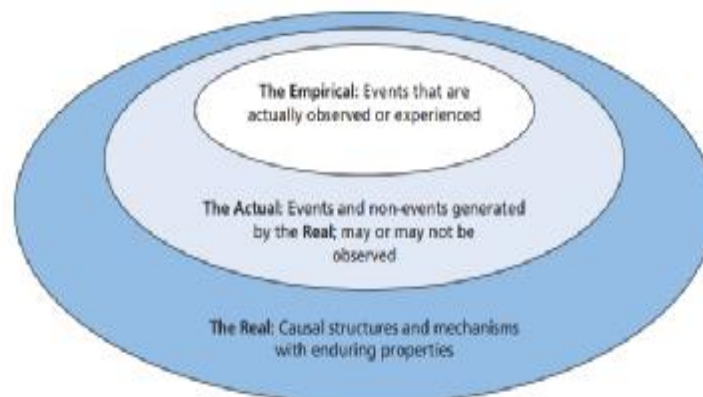 The Empirical: Events that are
actually observed or experienced
The Actual: Events and non-events generated
by the Real; may or may not be
observed
The Real: Causal structures and mechanisms
with enduring properties